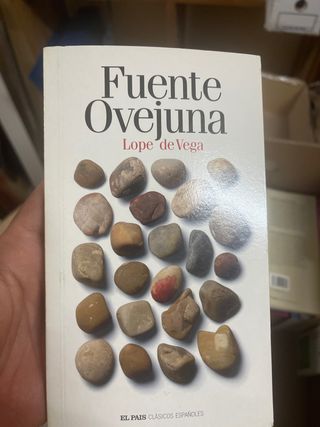 Fuente
Ovejuna
Lope de Vega
EL PAIS CLÁSICOS ESPAÑOLES